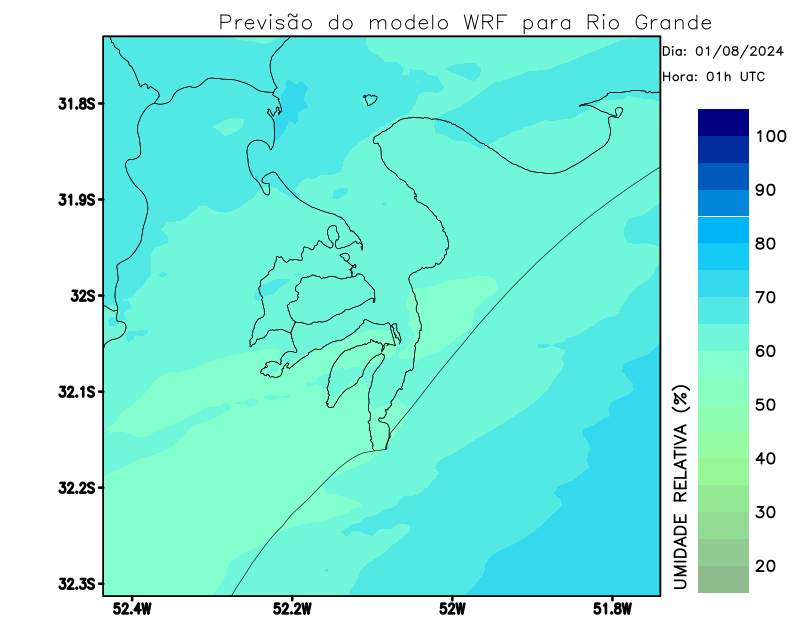 Previsão do modelo WRF para Rio Grande
Dia: 01/08/2024
Hora: 01h UTC
31.8S
31.9S
32S
32.1S
32.2S
32.3S
52.4W
52.2W
52W
51.8W
100
90
80
70
60
50
40
30
20
UMIDADE RELATIVA (%)